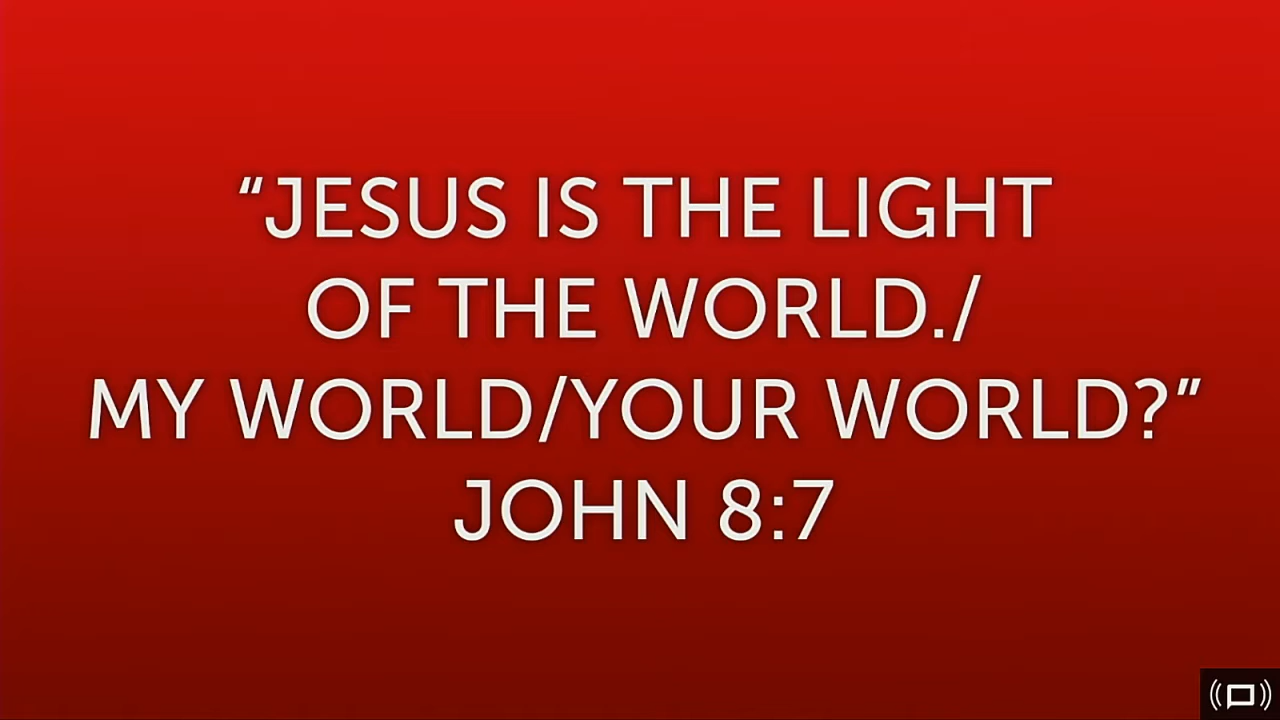 “JESUS IS THE LIGHT
OF THE WORLD./
MY WORLD/YOUR WORLD?”
JOHN 8:7